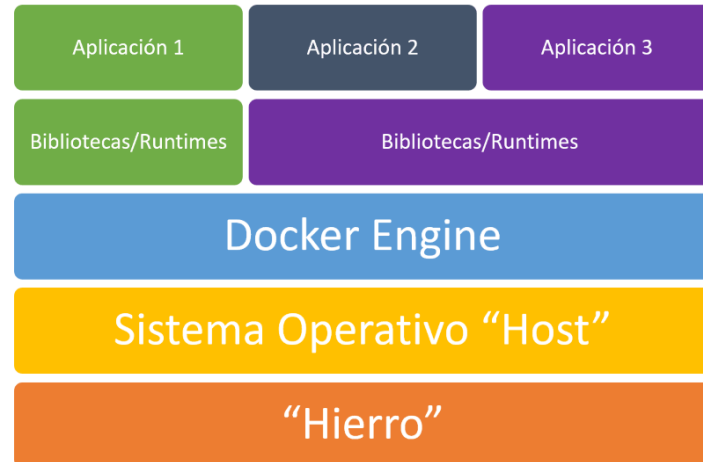 Aplicación 1
Aplicación 2
Aplicación 3
Bibliotecas/Runtimes
Bibliotecas/Runtimes
Docker Engine
Sistema Operativo “Host”
“Hierro”